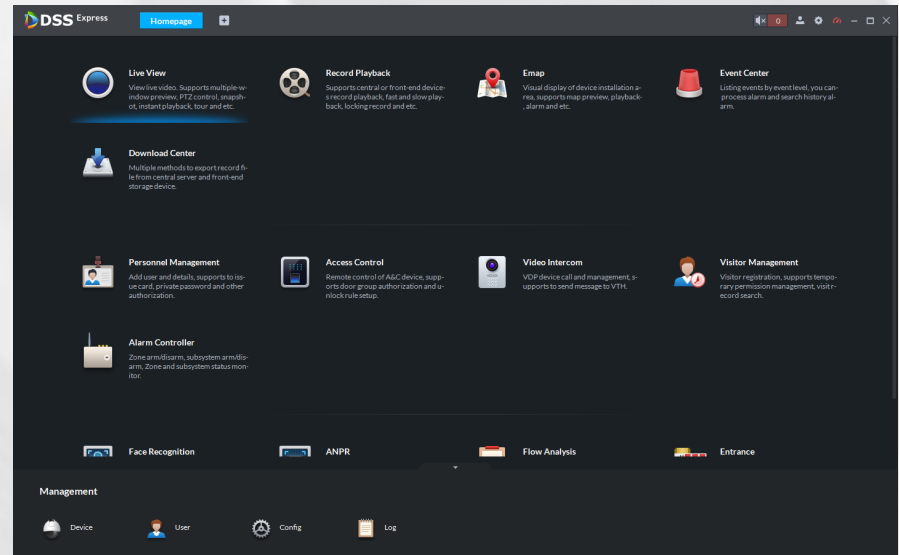 DSS Express
Homepage
0
Live View
View live video. Supports multiple-w-
indow preview, PTZ control, snapsh-
ot, instant playback, tour and etc.
Record Playback
Supports central or front-end device-
s record playback, fast and slow play-
back, locking record and etc.
Emap
Visual display of device installation a-
rea, supports map preview, playback-
, alarm and etc.
Event Center
Listing events by event level, you can-
process alarm and search history al-
arm.
Download Center
Multiple methods to export record fi-
le from central server and front-end
storage device.
Personnel Management
Add user and details, supports to iss-
ue card, private password and other
authorization.
Access Control
Remote control of A&C device, supp-
orts door group authorization and u-
nlock rule setup.
Video Intercom
VDP device call and management, s-
upports to send message to VTH.
Visitor Management
Visitor registration, supports tempo-
rary permission management, visit r-
ecord search.
Alarm Controller
Zone arm/disarm, subsystem arm/dis-
arm, Zone and subsystem status mon-
itor.
Face Recognition
ANPR
Flow Analysis
Entrance
Management
Device
User
Config
Log